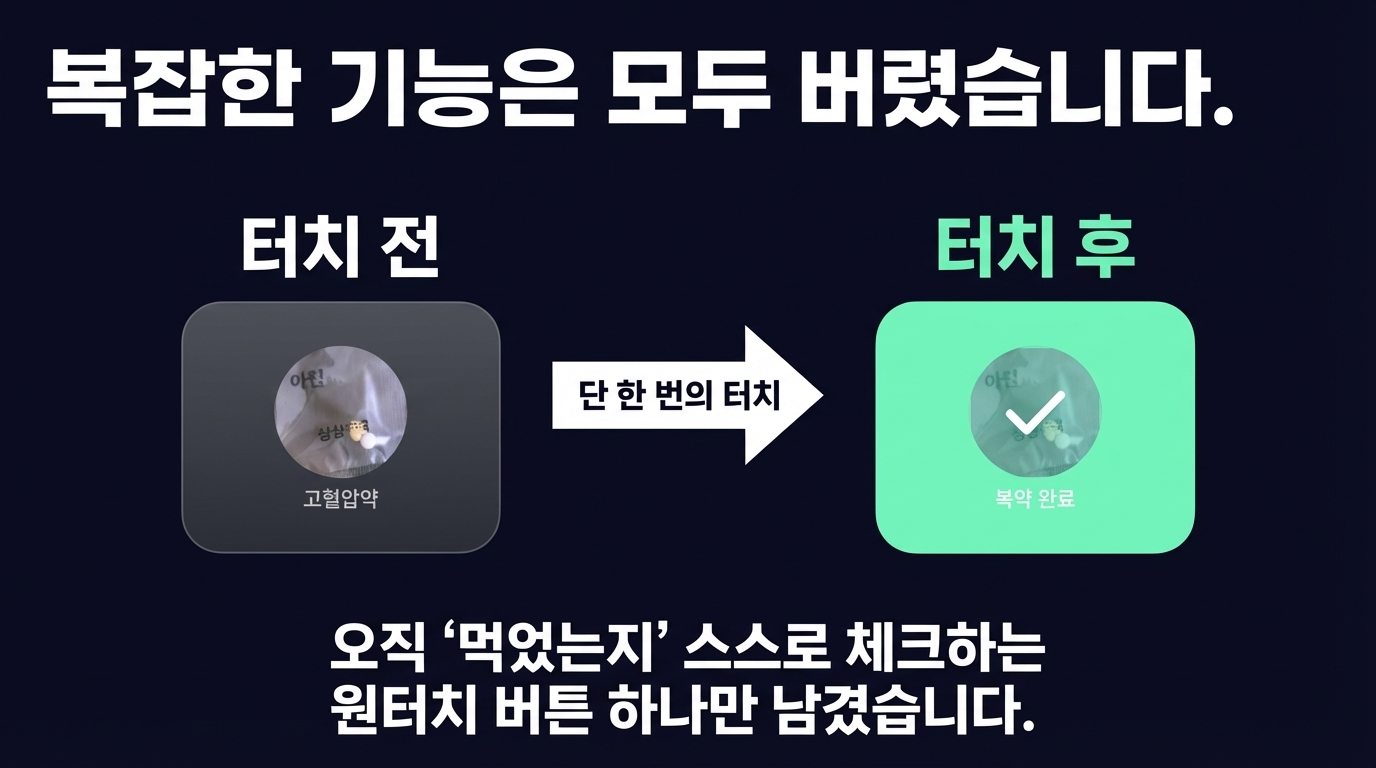 복잡한 기능은 모두 버렸습니다.
터치 전
터치 후
고혈압약
단 한 번의 터치
복약 완료
오직 ‘먹었는지’ 스스로 체크하는
원터치 버튼 하나만 남겼습니다.